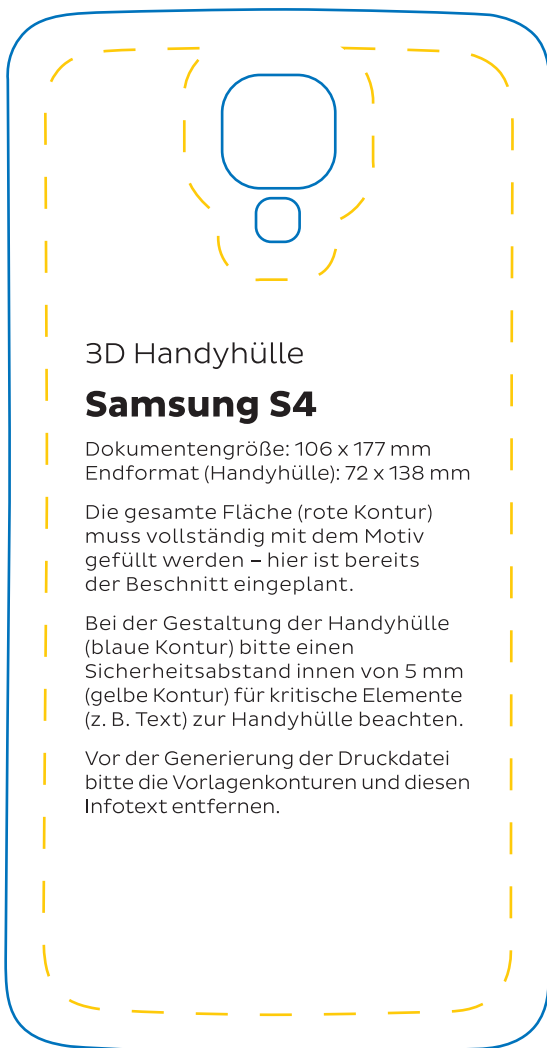 3D Handyhülle
Samsung S4
Dokumentengröße: 106 x 177 mm
Endformat (Handyhülle): 72 x 138 mm
Die gesamte Fläche (rote Kontur)
muss vollständig mit dem Motiv
gefüllt werden – hier ist bereits
der Beschnitt eingeplant.
Bei der Gestaltung der Handyhülle
(blaue Kontur) bitte einen
Sicherheitsabstand innen von 5 mm
(gelbe Kontur) für kritische Elemente
(z. B. Text) zur Handyhülle beachten.
Vor der Generierung der Druckdatei
bitte die Vorlagenkonturen und diesen
Infotext entfernen.